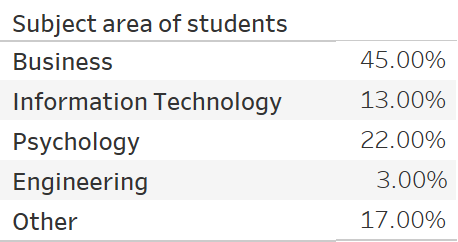 Subject area of students
Business 45.00%
Information Technology 13.00%
Psychology 22.00%
Engineering 3.00%
Other 17.00%